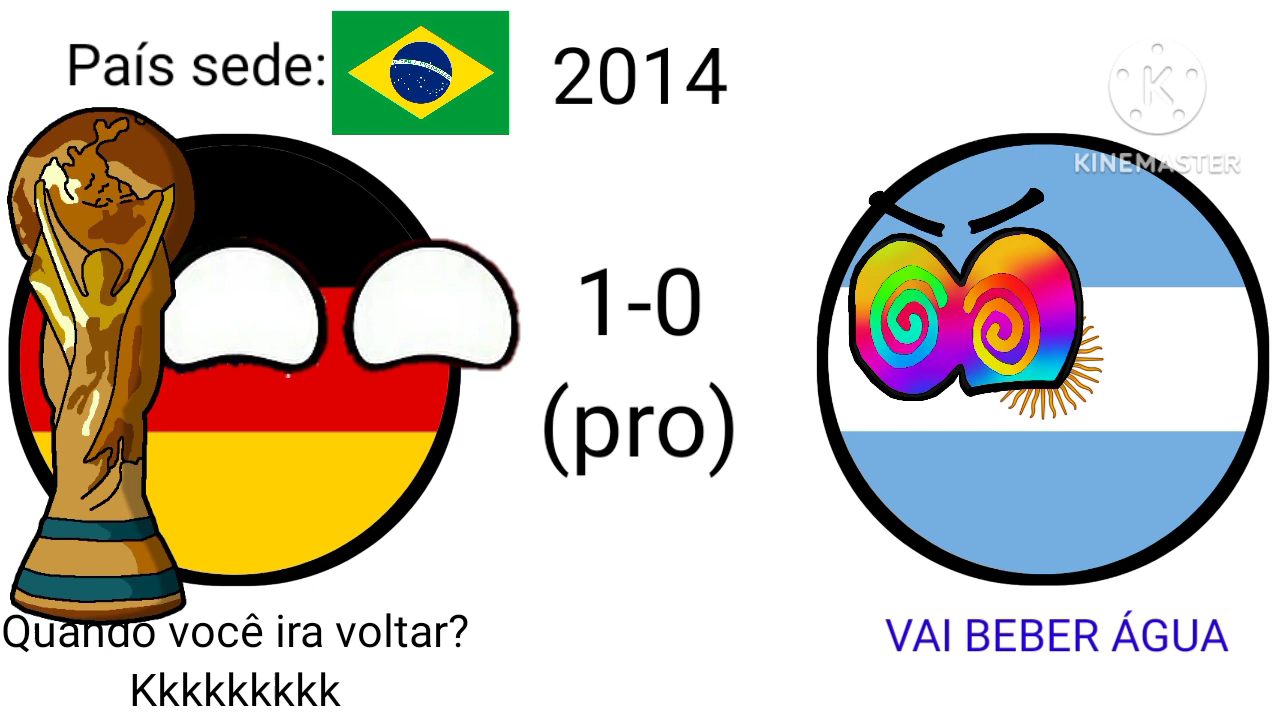 País sede:
2014
K
KINEMASTER
1-0
(pro)
Quando você ira voltar?
Kkkkkkkkk
VAI BEBER ÁGUA